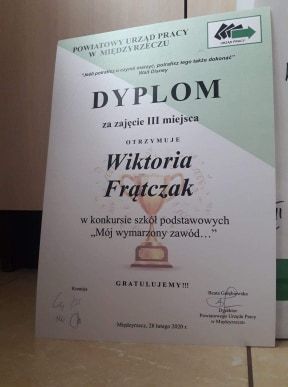 POWIATOWY URZĄD PRACY
W MIĘDZYRZECZU
URZĄD PRACY
"Jeśli potrafisz o czymś marzyć, potrafisz tego także dokonać"
Walt Disney
DYPLOM
za zajęcie III miejsca
OTRZYMUJE
Wiktoria
Frątczak
w konkursie szkół podstawowych
„Mój wymarzony zawód…”
GRATULUJEMY!!!
Komisja
Beata
Dyrektor
Powiatowego Urzędu Pracy
w Międzyrzeczu
Międzyrzecz, 28 lutego 2020 r.